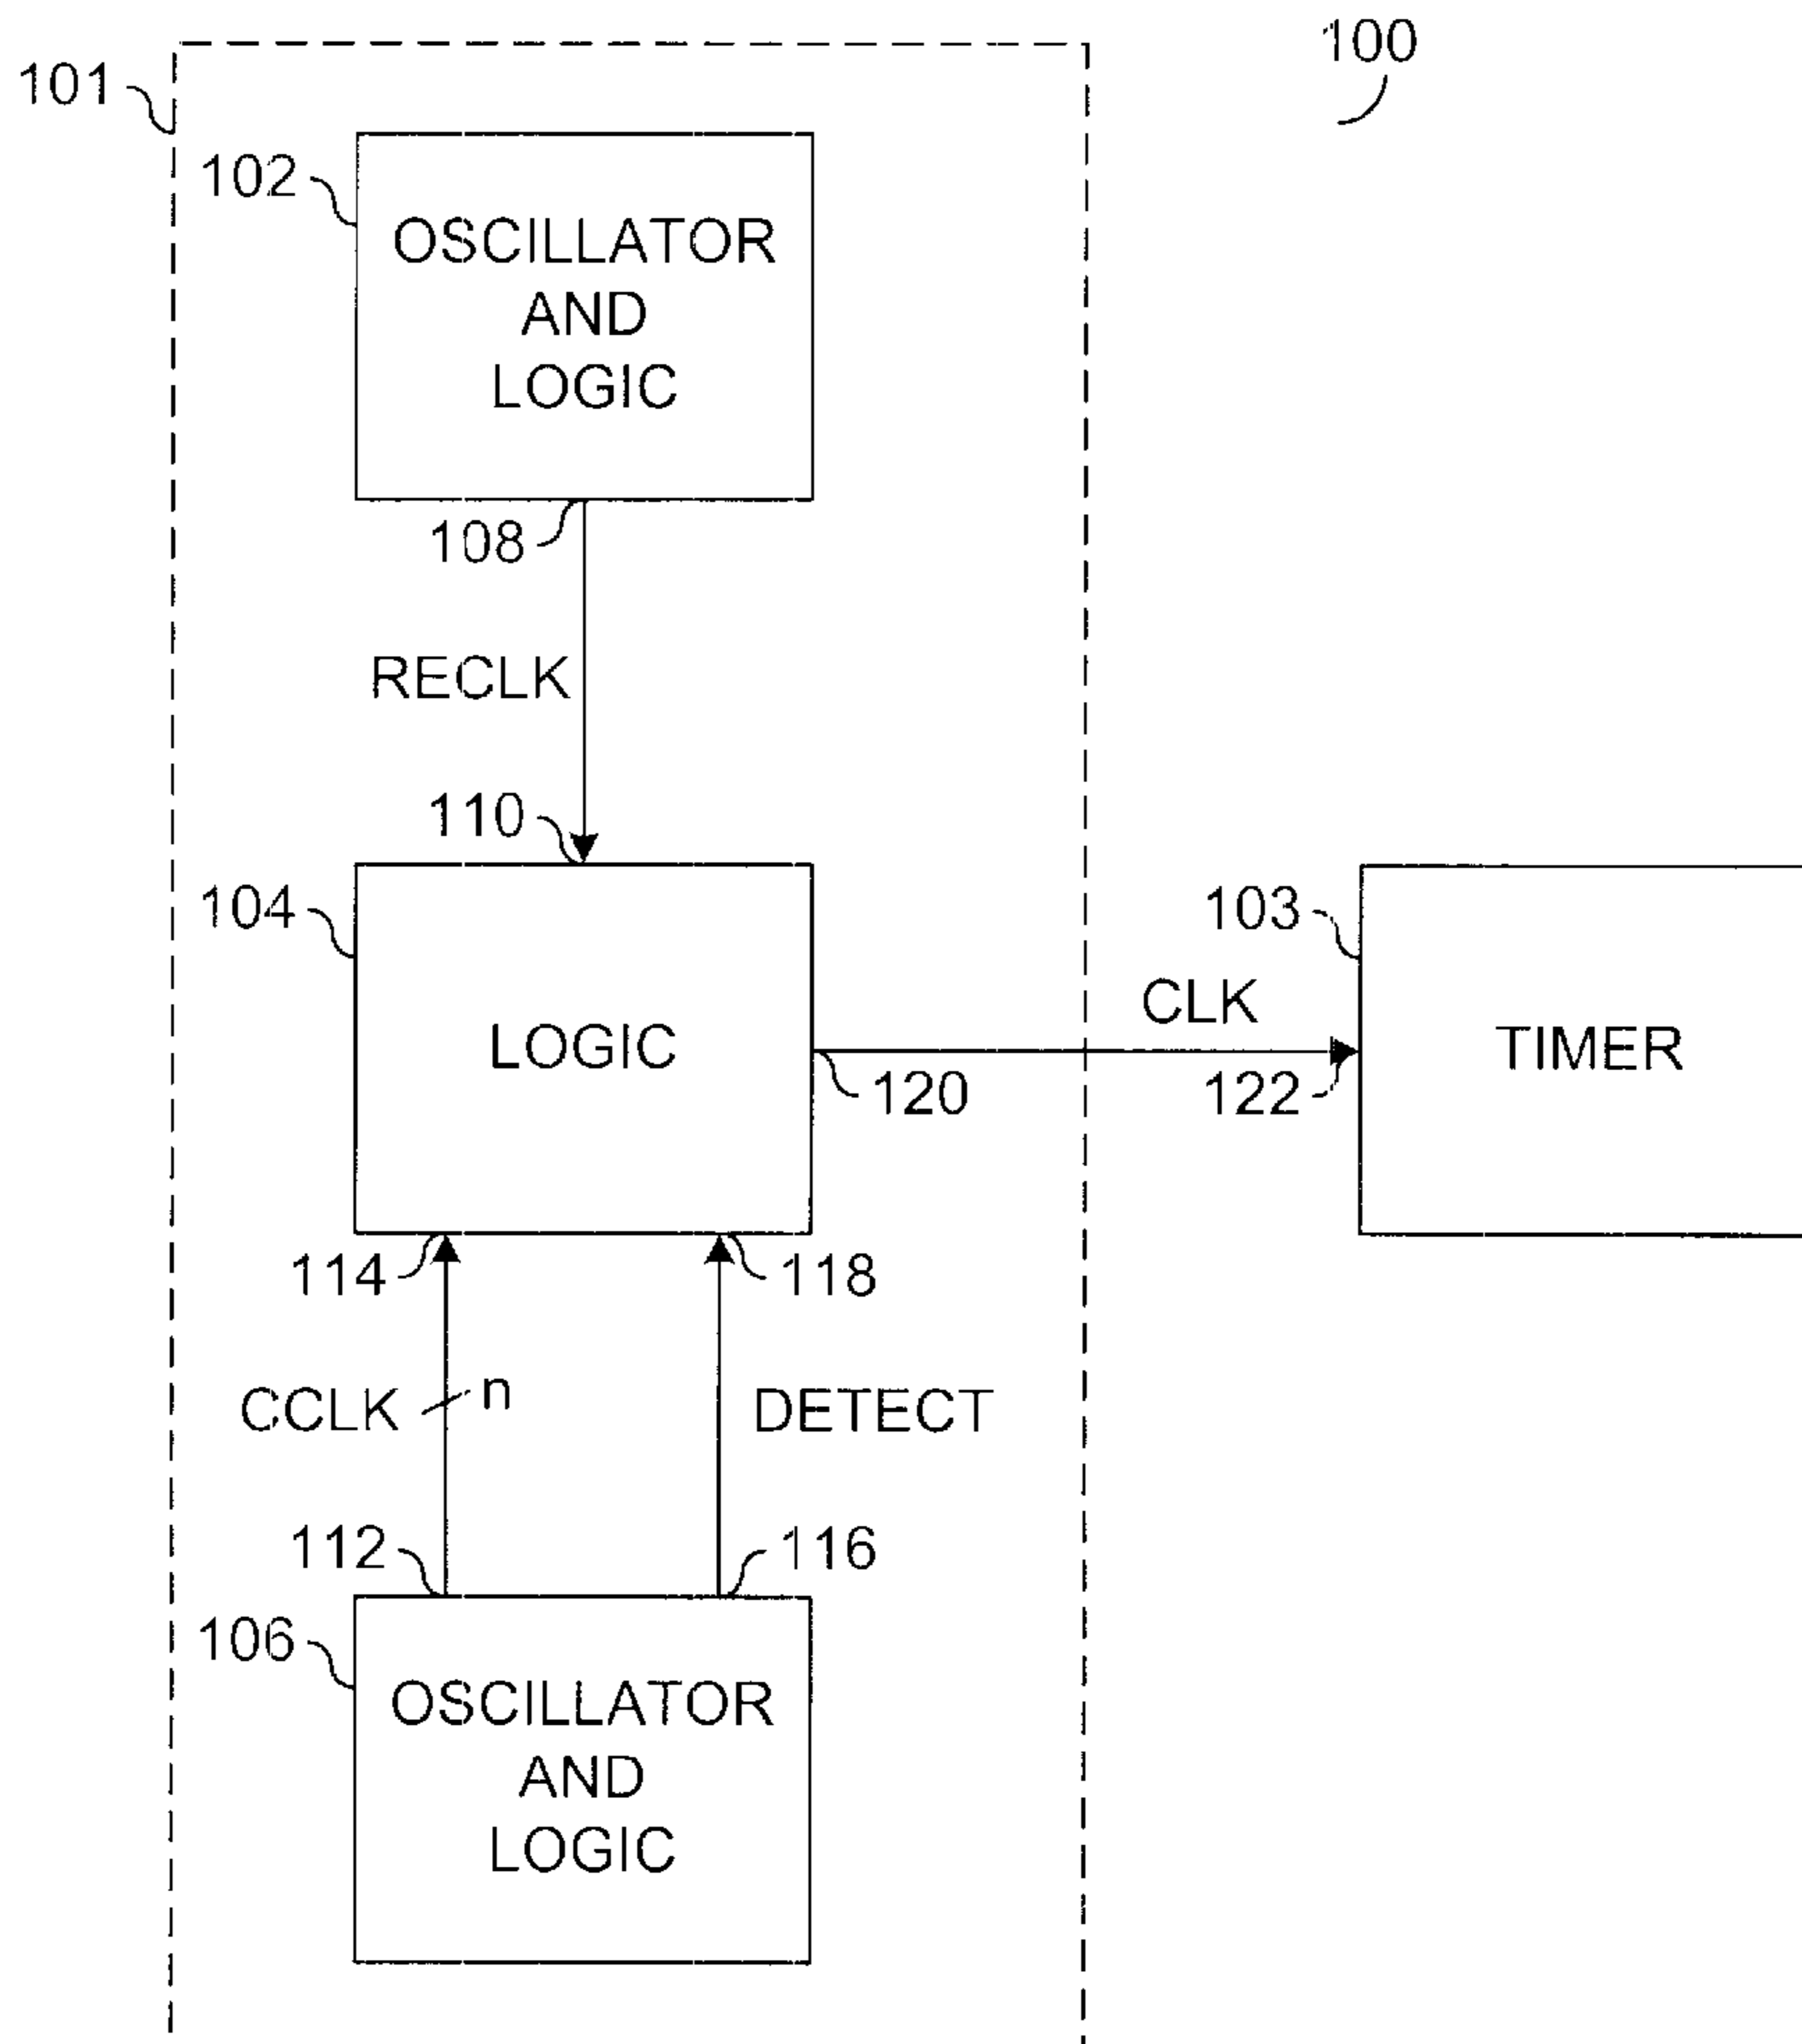 100
101
102
OSCILLATOR
AND
LOGIC
108
RECLK
110
104
LOGIC
103
TIMER
CLK
120
122
114
118
CCLK
n
DETECT
112
116
106
OSCILLATOR
AND
LOGIC